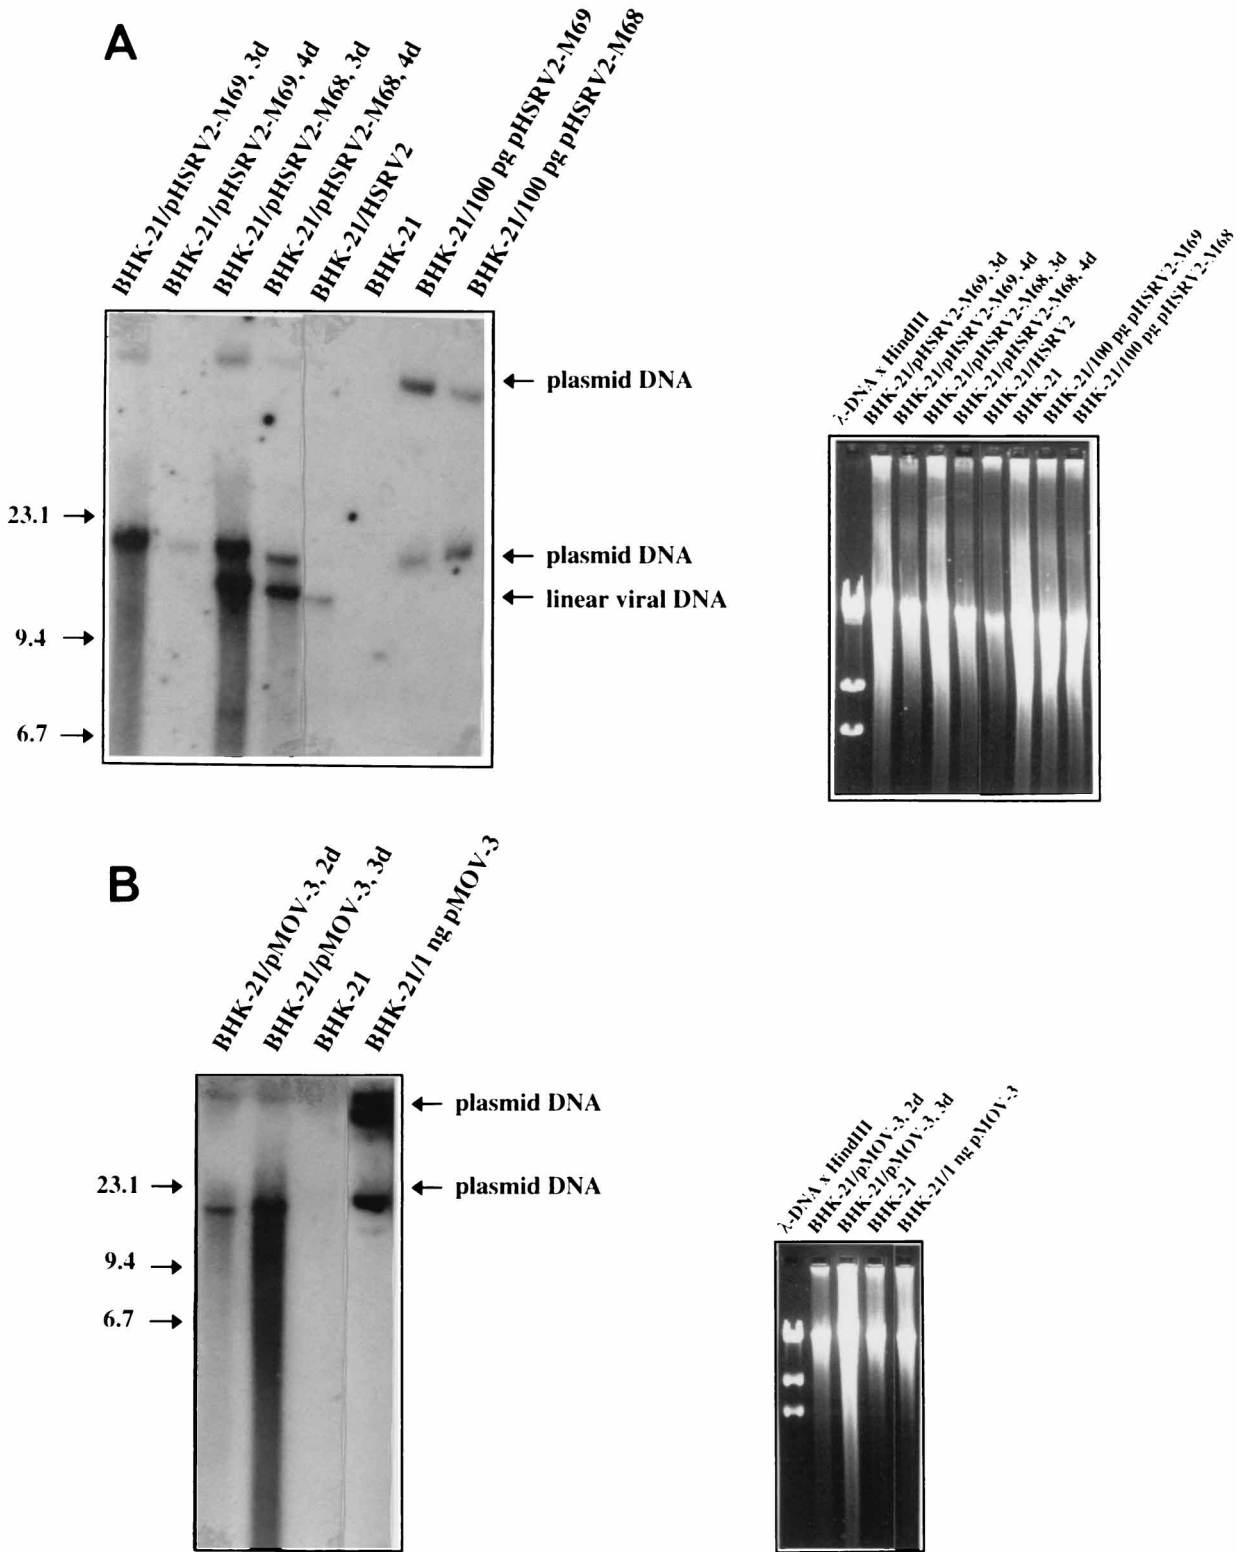 A
BHK-21/pHSRV2-M69, 3d
BHK-21/pHSRV2-M69, 4d
BHK-21/pHSRV2-M68, 3d
BHK-21/pHSRV2-M68, 4d
BHK-21/HSRV2
BHK-21
BHK-21/100 pg pHSRV2-M69
BHK-21/100 pg pHSRV2-M68
plasmid DNA
23.1
plasmid DNA
linear viral DNA
9.4
6.7
λ-DNA x HindIII
BHK-21/pHSRV2-M69, 3d
BHK-21/pHSRV2-M69, 4d
BHK-21/pHSRV2-M68, 3d
BHK-21/pHSRV2-M68, 4d
BHK-21/HSRV2
BHK-21
BHK-21/100 pg pHSRV2-M69
BHK-21/100 pg pHSRV2-M68
B
BHK-21/pMOV-3, 2d
BHK-21/pMOV-3, 3d
BHK-21
BHK-21/1 ng pMOV-3
plasmid DNA
23.1
plasmid DNA
9.4
6.7
λ-DNA x HindIII
BHK-21/pMOV-3, 2d
BHK-21/pMOV-3, 3d
BHK-21
BHK-21/1 ng pMOV-3